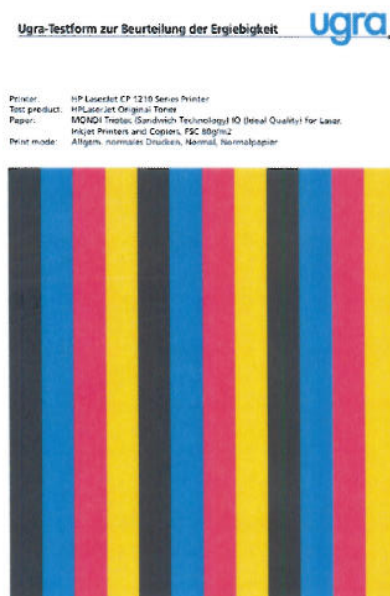 Ugra-Testform zur Beurteilung der Ergiebigkeit
ugra
Printer: HP LaserJet CP 1210 Series Printer
Test product: HPLaserJet Original Toner
Paper: MONDI Triotec (Sandwich Technology) IQ (Ideal Quality) for Laser,
Inkjet Printers and Copiers, FSC 80g/m2
Print mode: Allgem. normales Drucken, Normal, Normalpapier